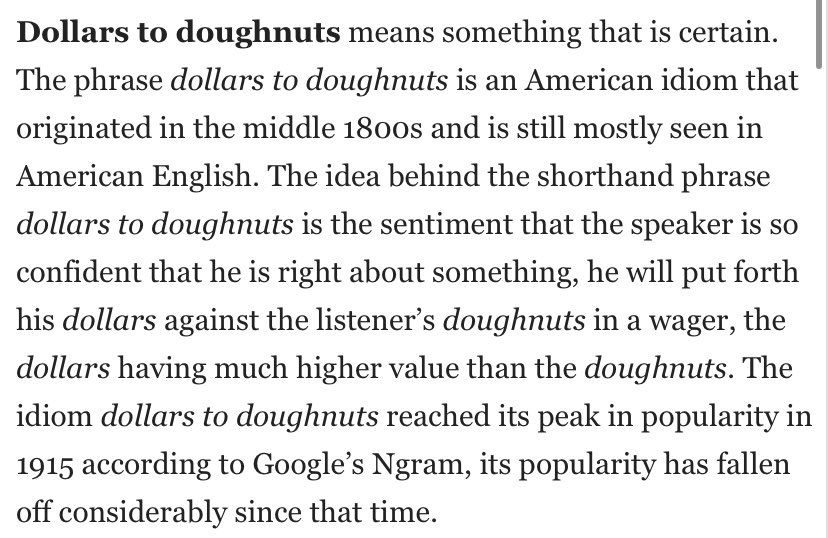 Dollars to doughnuts means something that is certain.
The phrase dollars to doughnuts is an American idiom that
originated in the middle 1800s and is still mostly seen in
American English. The idea behind the shorthand phrase
dollars to doughnuts is the sentiment that the speaker is so
confident that he is right about something, he will put forth
his dollars against the listener’s doughnuts in a wager, the
dollars having much higher value than the doughnuts. The
idiom dollars to doughnuts reached its peak in popularity in
1915 according to Google’s Ngram, its popularity has fallen
off considerably since that time.